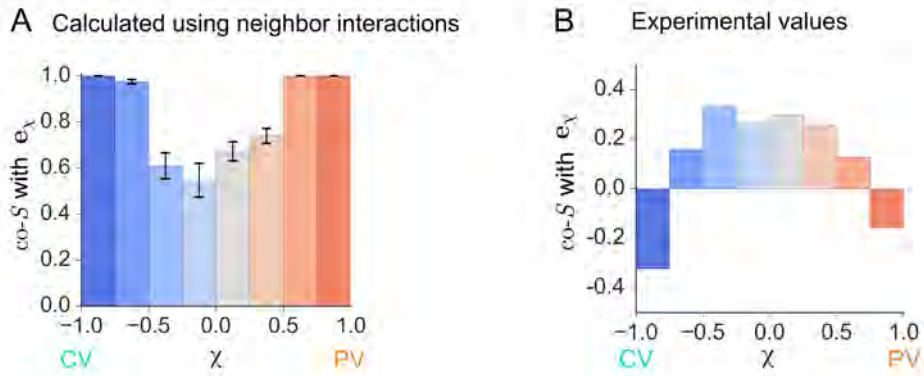 A Calculated using neighbor interactions
co-S with eχ
1.0
0.8
0.6
0.4
0.2
0.0
−1.0 −0.5 0.0 0.5 1.0
CV χ PV
B Experimental values
co-S with eχ
0.4
0.2
0.0
-0.2
-0.4
−1.0 −0.5 0.0 0.5 1.0
CV χ PV